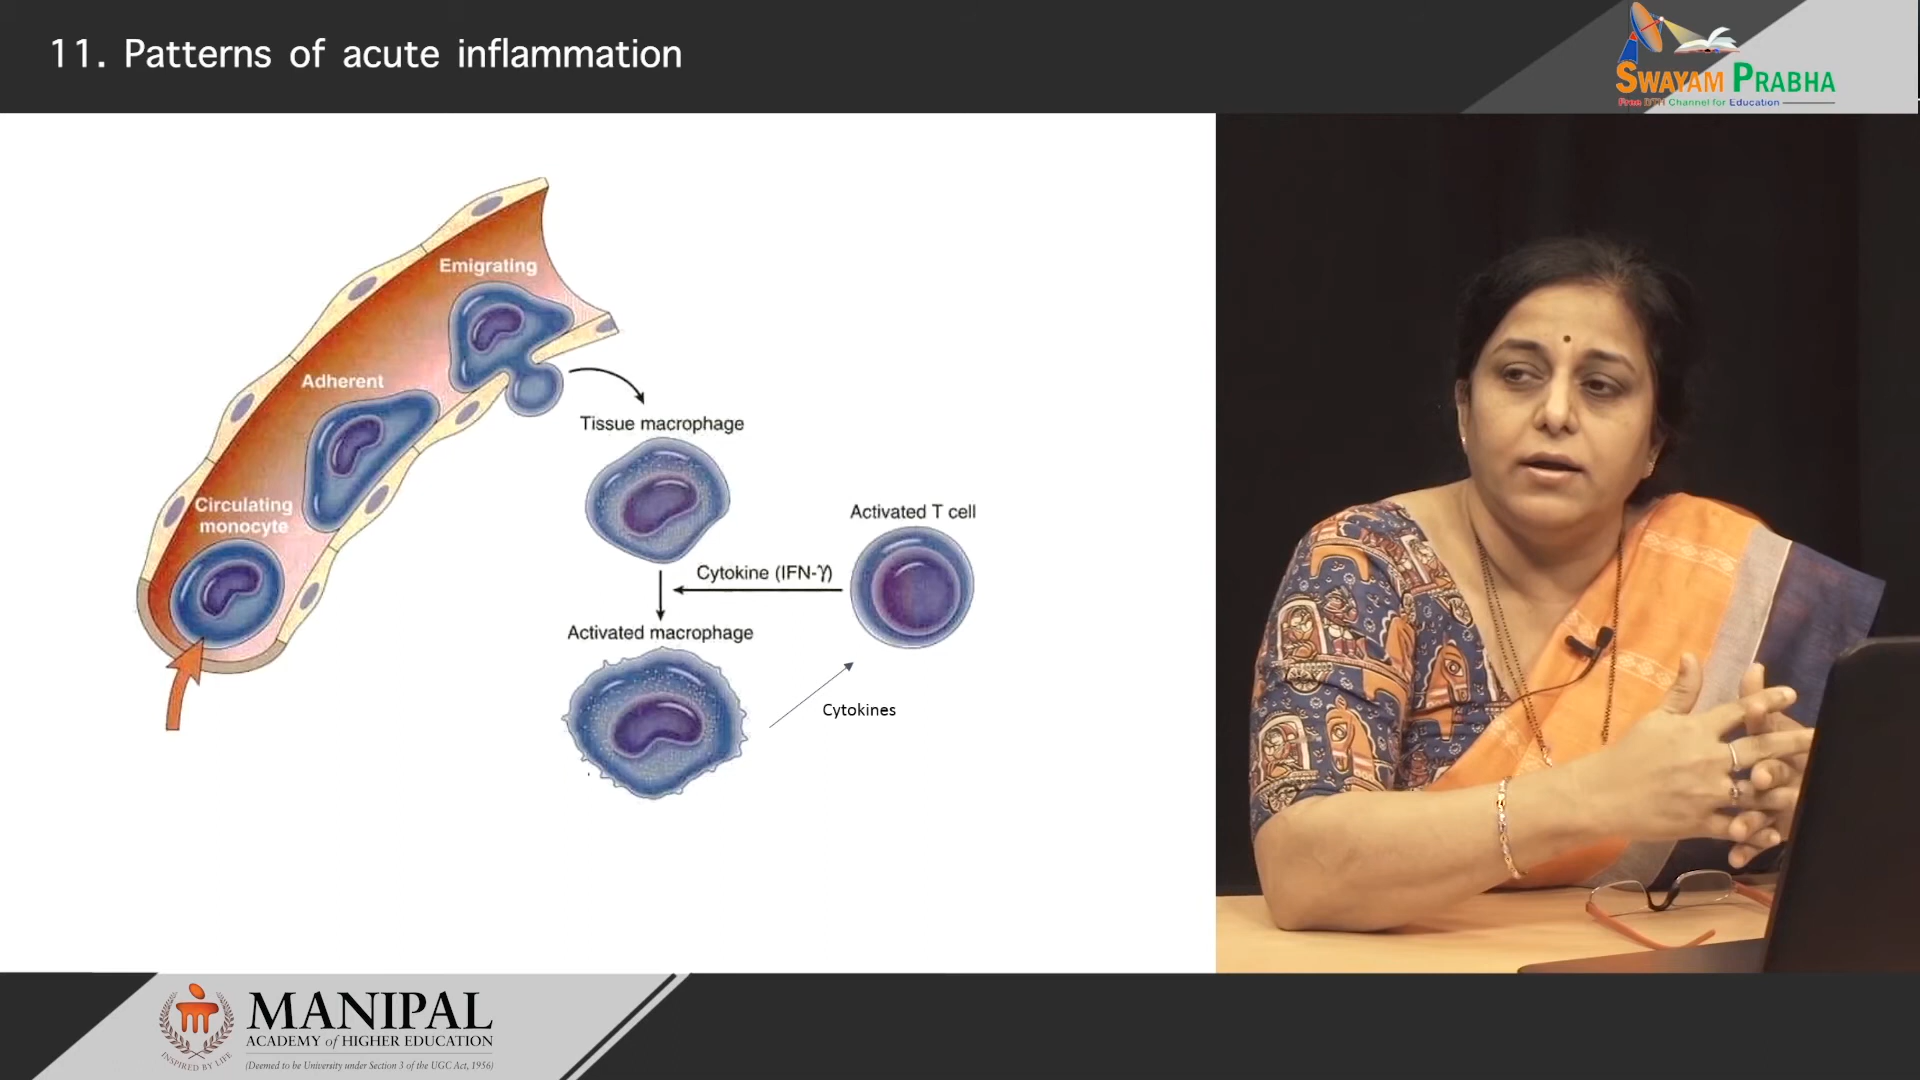 11. Patterns of acute inflammation
SWAYAM PRABHA
Free DTH Channel for Education
Emigrating
Adherent
Circulating
monocyte
Tissue macrophage
Activated T cell
Cytokine (IFN-γ)
Activated macrophage
Cytokines
INSPIRED BY LIFE
MANIPAL
ACADEMY of HIGHER EDUCATION
(Deemed to be University under Section 3 of the UGC Act, 1956)